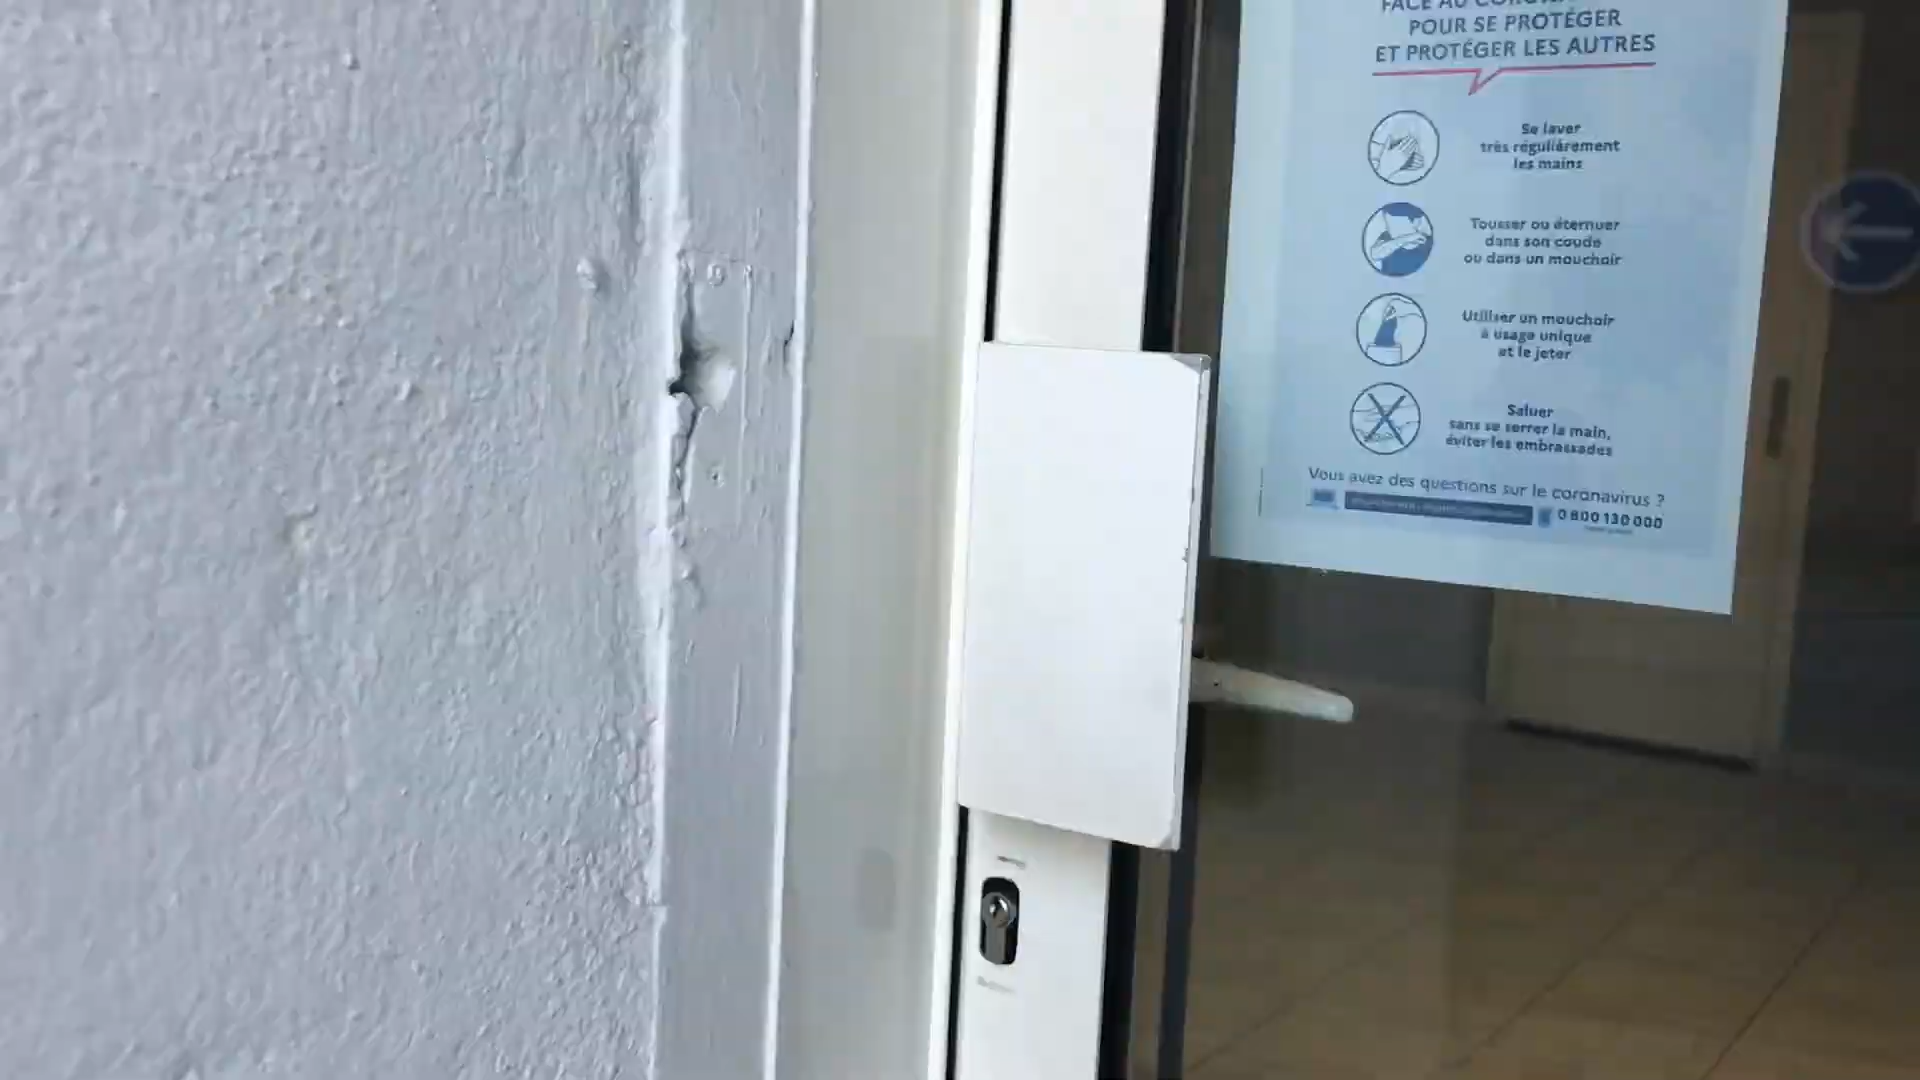 POUR SE PROTÉGER
ET PROTÉGER LES AUTRES
Se laver
très régulièrement
les mains
Tousser ou éternuer
dans son coude
ou dans un mouchoir
Utiliser un mouchoir
à usage unique
et le jeter
Saluer
sans se serrer la main,
éviter les embrassades
Vous avez des questions sur le coronavirus ?
0 800 130 000